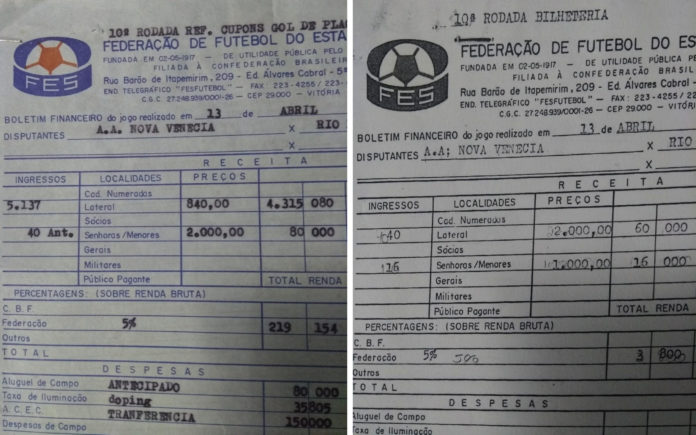 10ª RODADA REF. CUPONS GOL DE PLAC
FEDERAÇÃO DE FUTEBOL DO ESTA
FUNDADA EM 02-05-1917 — DE UTILIDADE PÚBLICA PELO
FILIADA À CONFEDERAÇÃO BRASILEIR
Rua Barão de Itapemirim, 209 - Ed. Álvares Cabral - 5º
END. TELEGRÁFICO "FESFUTEBOL" — FAX: 223-4255/223
C.G.C. 27.248.939/0001-26 — CEP 29.000 — VITÓRIA
FES
BOLETIM FINANCEIRO do jogo realizado em 13 de ABRIL
DISPUTANTES A.A. NOVA VENECIA X RIO
X
RECEITA
INGRESSOS LOCALIDADES PREÇOS
Cad. Numeradas
5.137 Lateral 840,00 4.315 080
Sócios
40 Ant. Senhoras/Menores 2.000,00 80 000
Gerais
Militares
Público Pagante TOTAL RENDA
PERCENTAGENS: (SOBRE RENDA BRUTA)
C. B. F.
Federação 5% 219 154
Outros
TOTAL
DESPESAS
Aluguel de Campo ANTECIPADO 80 000
Taxa de Iluminação doping 35805
A. C. E. C. TRANFERENCIA 150000
Despesas de Campo
10ª RODADA BILHETERIA
FEDERAÇÃO DE FUTEBOL DO ES
FUNDADA EM 02-05-1917 — DE UTILIDADE PÚBLICA PE
FILIADA À CONFEDERAÇÃO BRASI
Rua Barão de Itapemirim, 209 - Ed. Álvares Cabral -
END. TELEGRÁFICO "FESFUTEBOL" — FAX: 223-4255/22
C.G.C. 27.248.939/0001-26 — CEP 29.000 — VITÓR
FES
BOLETIM FINANCEIRO do jogo realizado em 13 de ABRIL
DISPUTANTES A.A; NOVA VENECIA X RIO
X
RECEITA
INGRESSOS LOCALIDADES PREÇOS
Cad. Numeradas
Lateral 60 000
Sócios
16 Senhoras/Menores 16 000
Gerais
Militares
Público Pagante TOTAL RENDA
PERCENTAGENS: (SOBRE RENDA BRUTA)
C. B. F.
Federação 5% 3 800
Outros
TOTAL
DESPESAS
Aluguel de Campo
Taxa de Iluminação